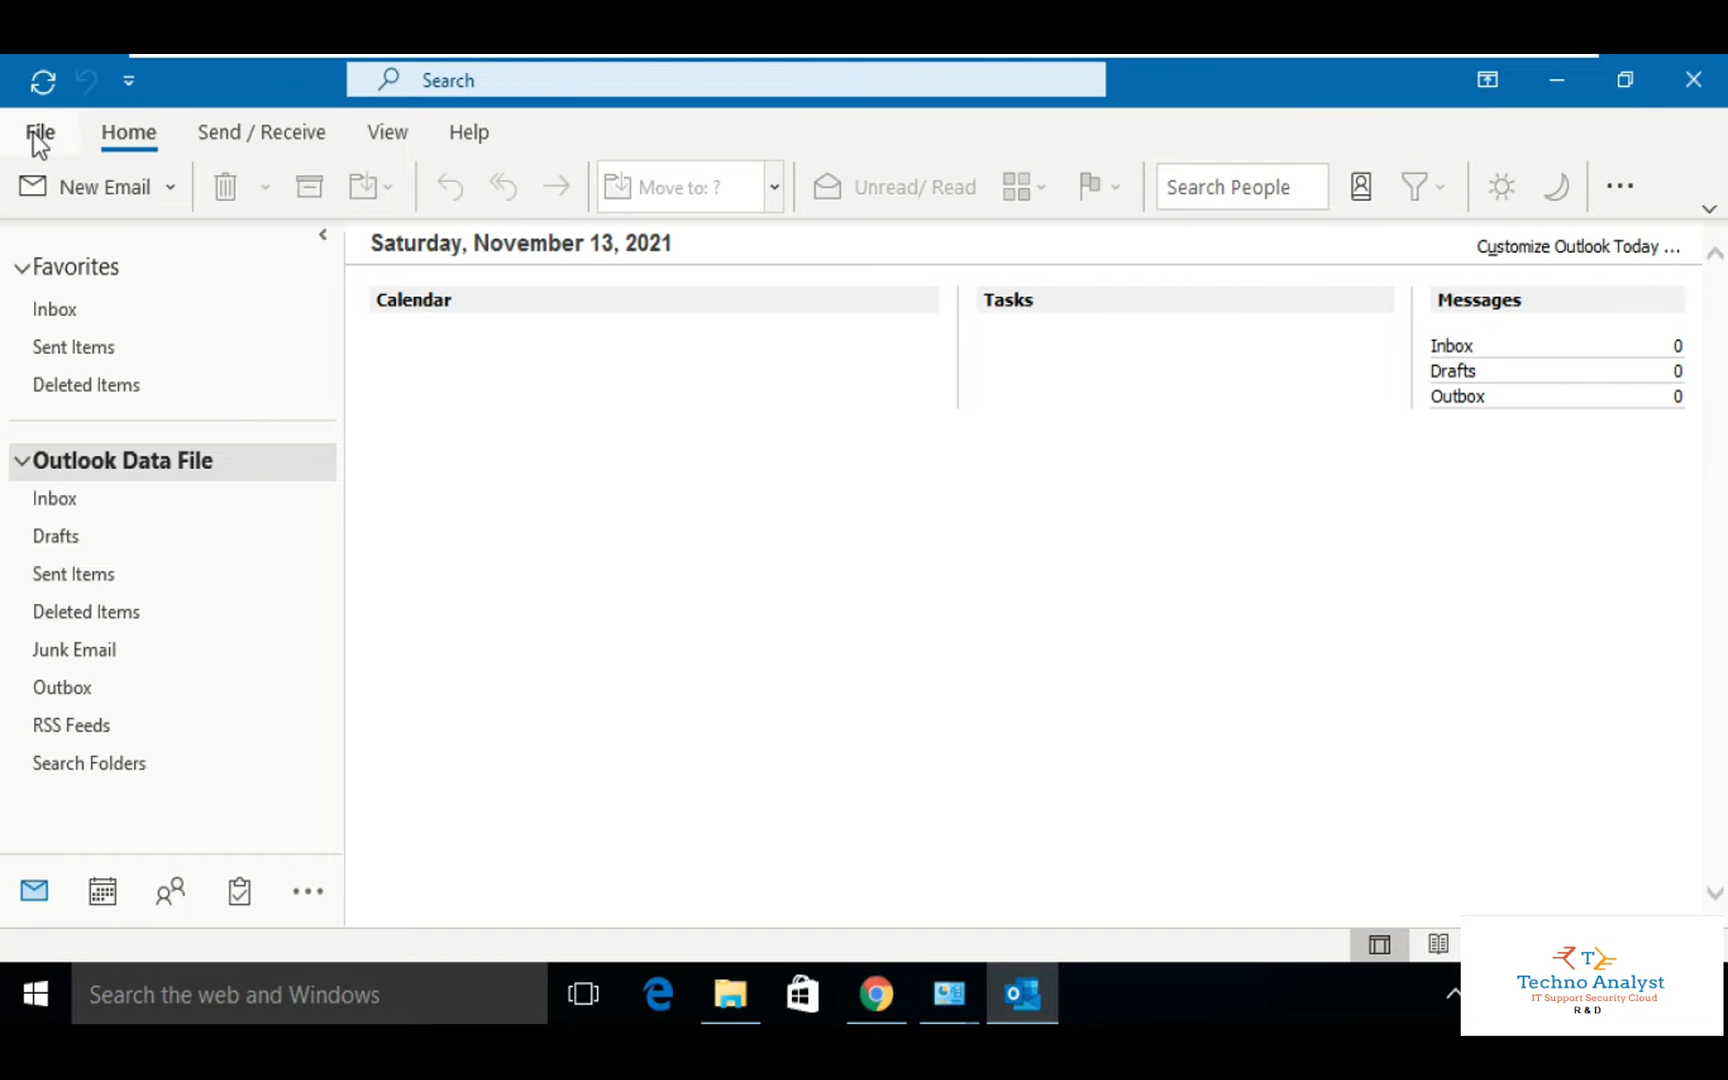 Search
File Home Send / Receive View Help
New Email Move to: ? Unread/ Read Search People
Saturday, November 13, 2021
Customize Outlook Today ...
Favorites
Inbox
Sent Items
Deleted Items
Outlook Data File
Inbox
Drafts
Sent Items
Deleted Items
Junk Email
Outbox
RSS Feeds
Search Folders
Calendar
Tasks
Messages
Inbox 0
Drafts 0
Outbox 0
Search the web and Windows
T
Techno Analyst
IT Support Security Cloud
R & D